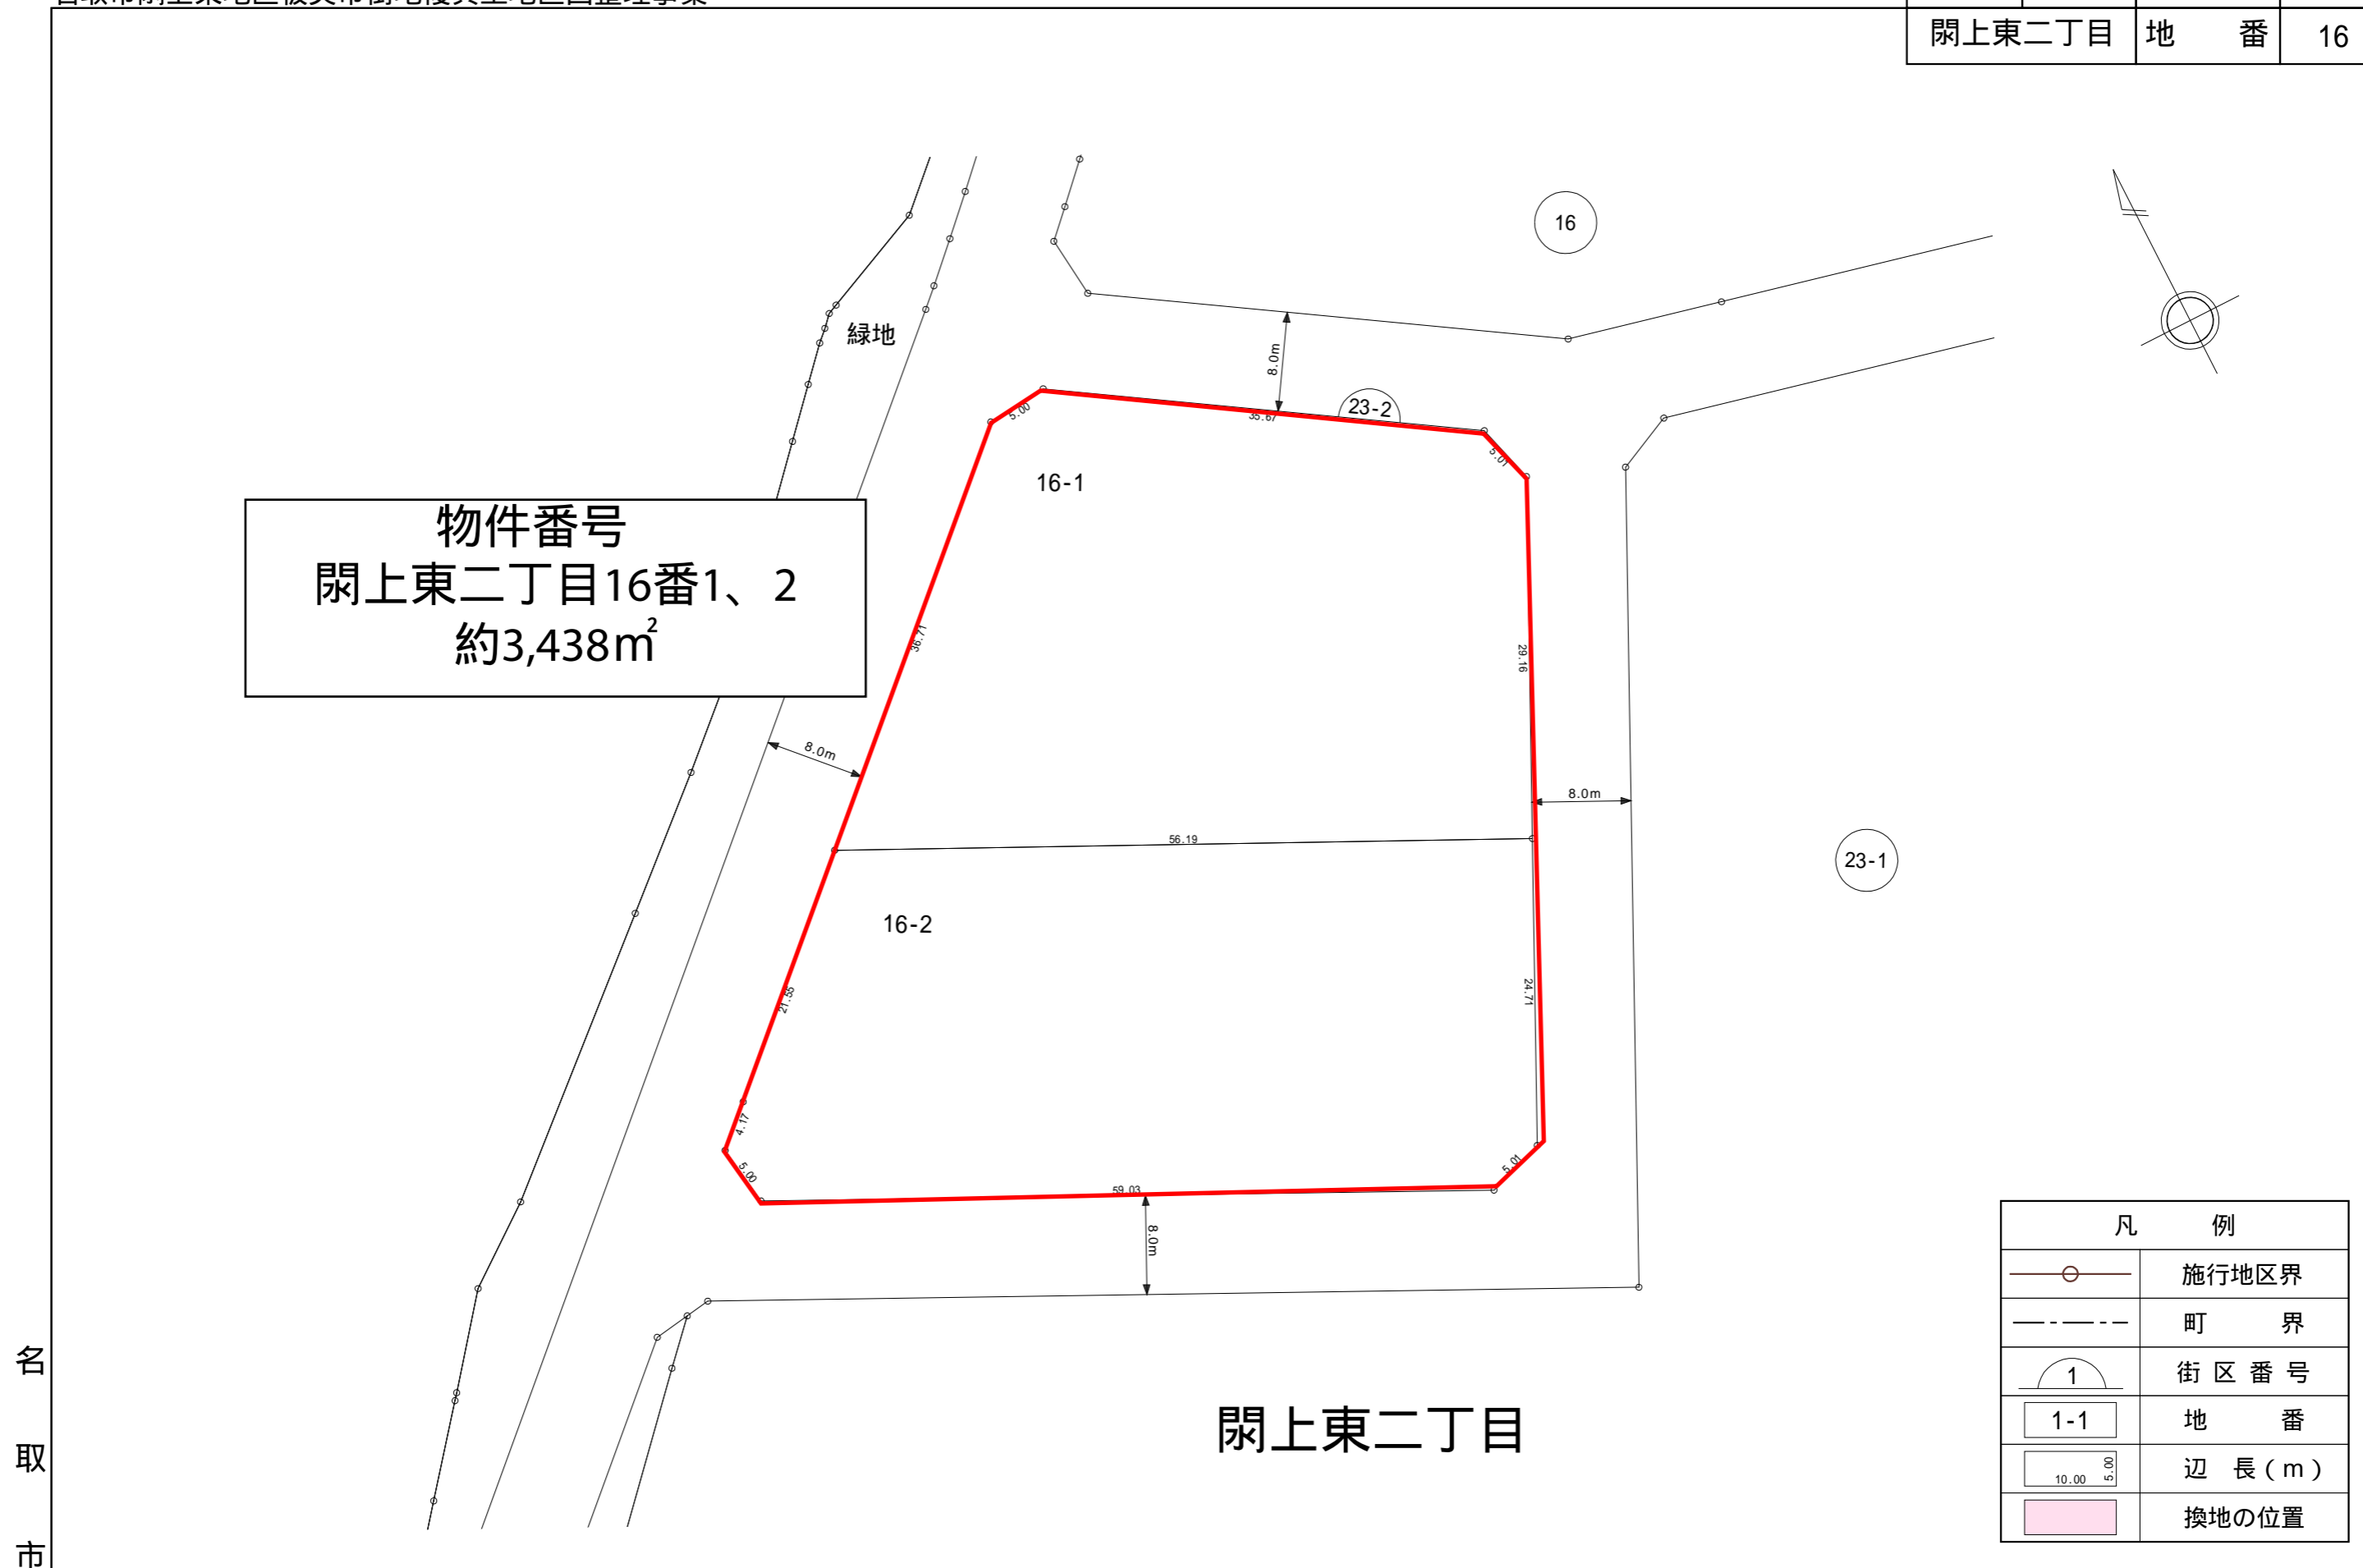 閖上東二丁目 地 番 16
16
緑地
8.0m
23-2
5.00
35.67
5.01
16-1
物件番号
閖上東二丁目16番1、2
約3,438㎡
36.71
29.16
8.0m
8.0m
56.19
23-1
16-2
21.55
24.71
4.17
5.00
59.03
5.01
8.0m
閖上東二丁目
凡 例
施行地区界
町 界
1 街区番号
1-1 地 番
10.00 5.00 辺 長(m)
換地の位置
名取市